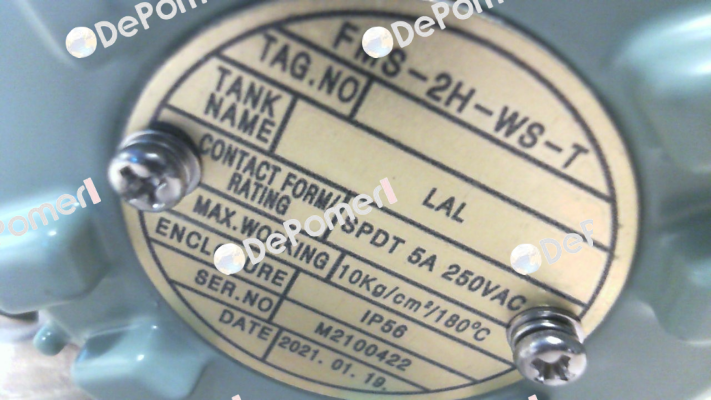 FMS-2H-WS-T
TAG.NO
TANK NAME
LAL
CONTACT FORM/
RATING
SPDT 5A 250VAC
MAX.WORKING
10Kg/cm²/180°C
ENCLOSURE
IP56
SER.NO
M2100422
DATE
2021. 01. 19.
DePomerl
DePomerl
DePomerl
DePomerl